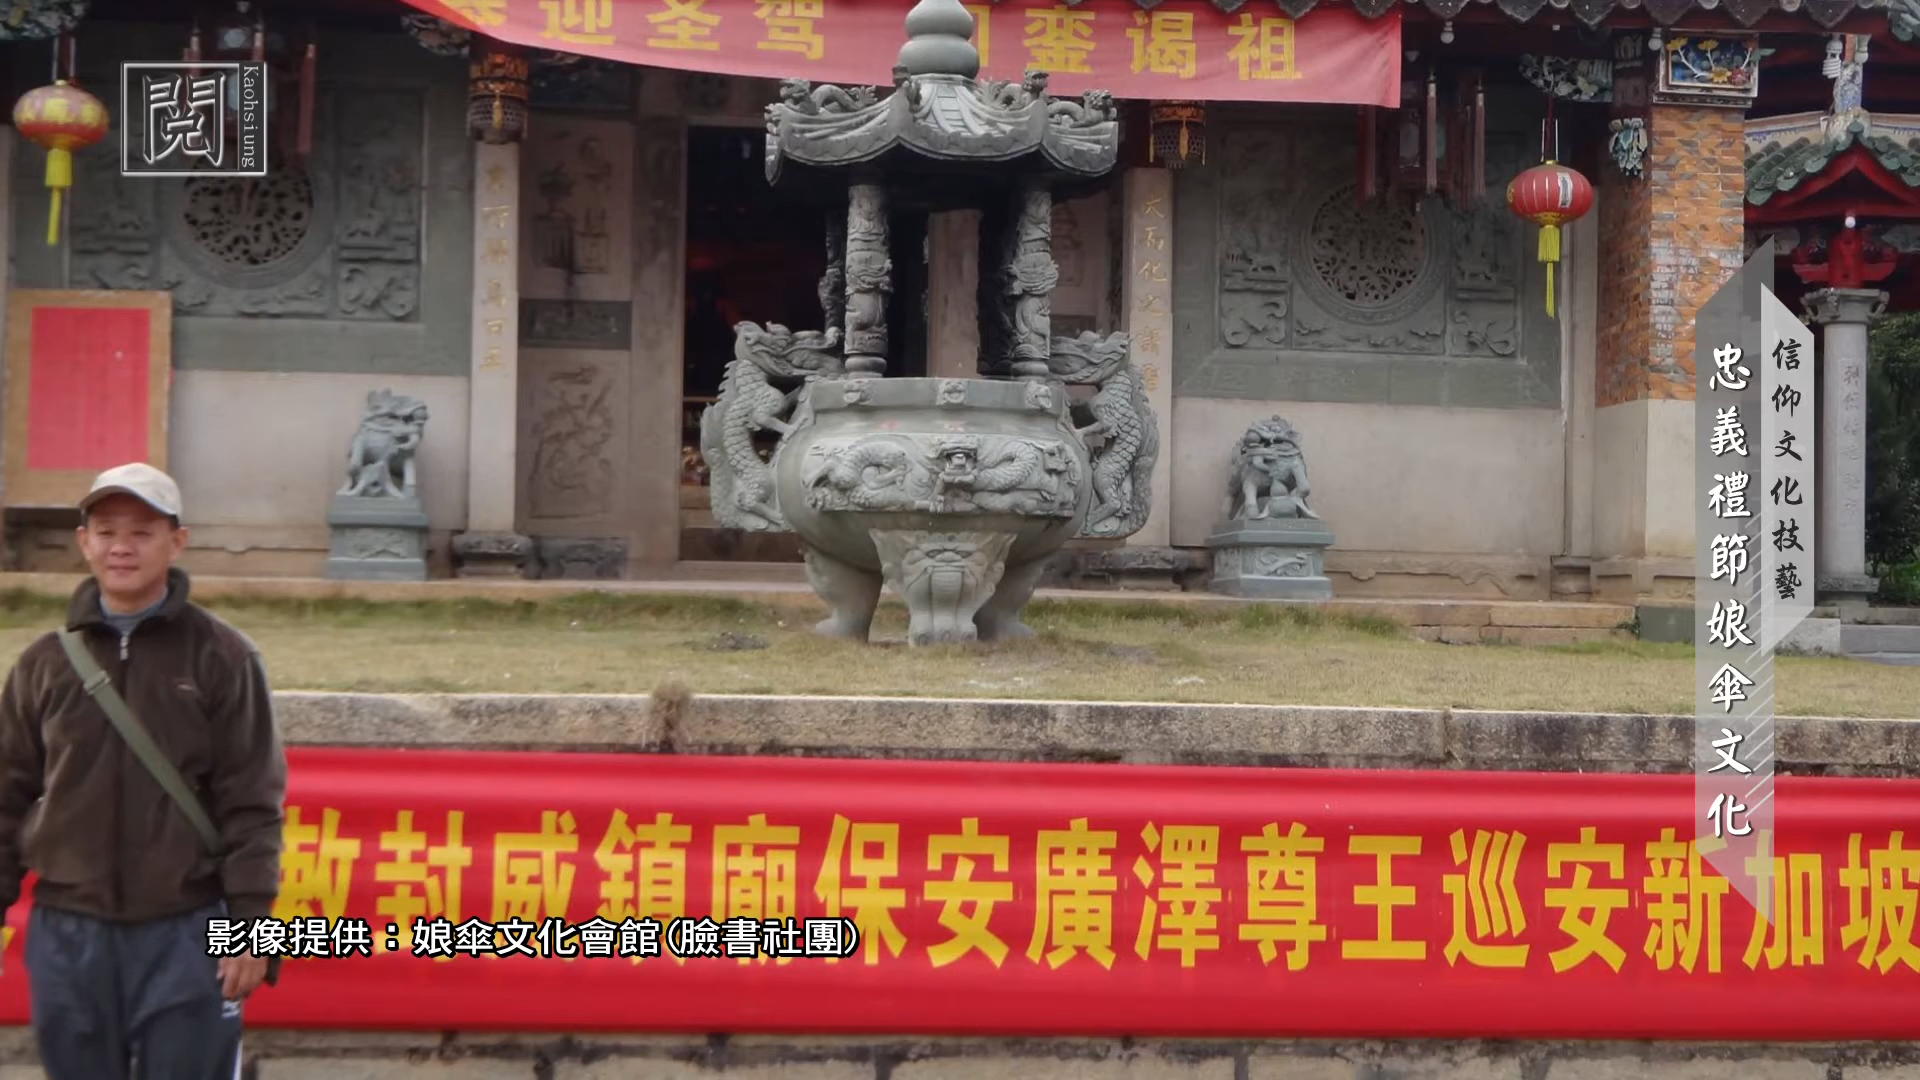 迎圣驾 回銮谒祖
閱 Kaohsiung
信仰文化技藝
忠義禮節娘傘文化
敕封威鎮廟保安廣澤尊王巡安新加坡
影像提供：娘傘文化會館(臉書社團)